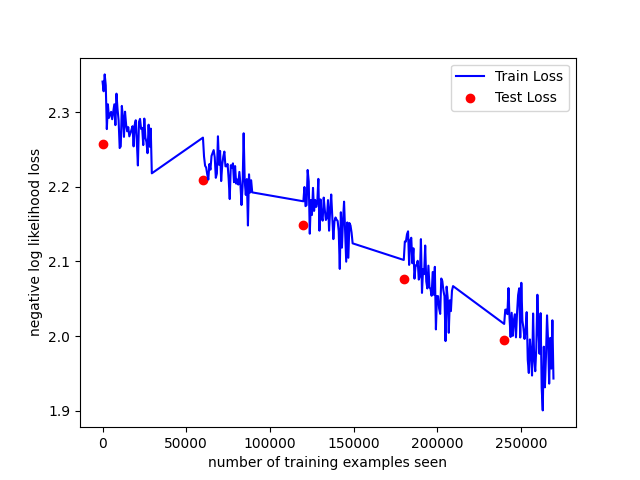 Train Loss
Test Loss
2.3
2.2
2.1
2.0
1.9
negative log likelihood loss
0
50000
100000
150000
200000
250000
number of training examples seen